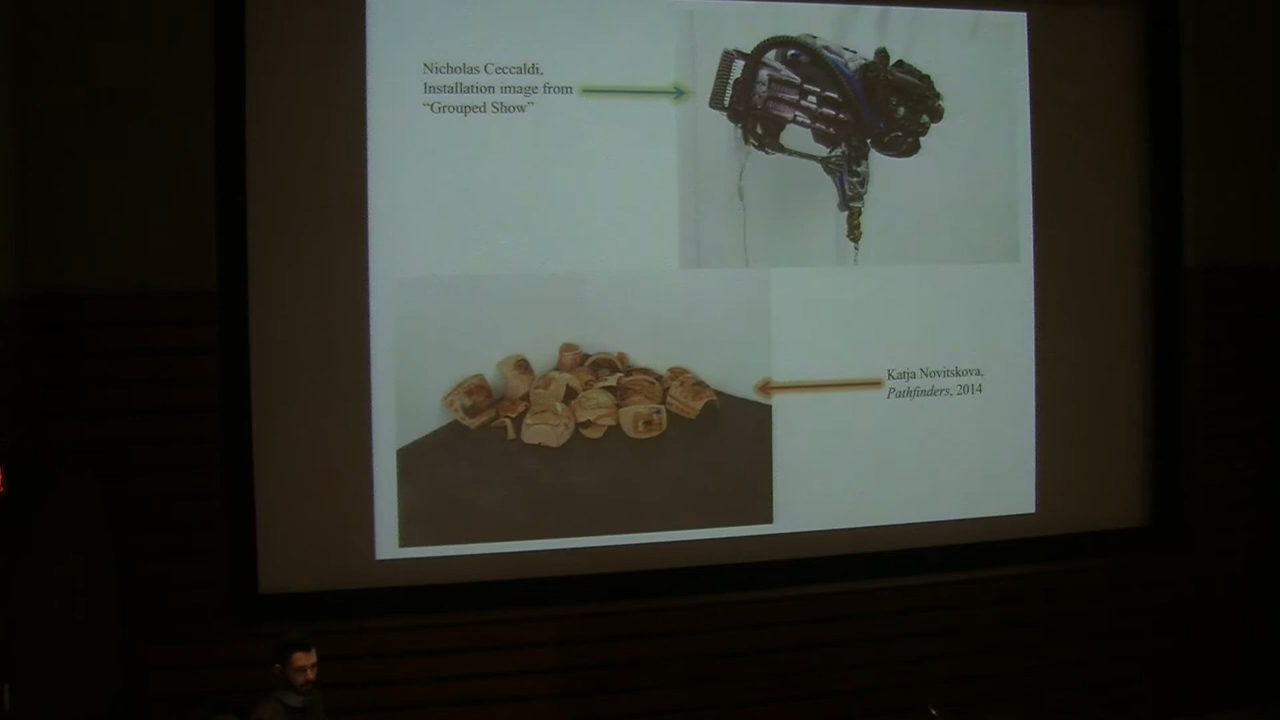 Nicholas Ceccaldi,
Installation image from
“Grouped Show”
Katja Novitskova,
Pathfinders, 2014